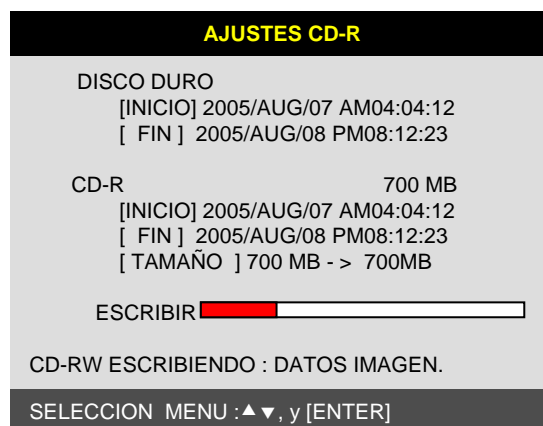 AJUSTES CD-R
DISCO DURO
[INICIO] 2005/AUG/07 AM04:04:12
[ FIN ] 2005/AUG/08 PM08:12:23
CD-R 700 MB
[INICIO] 2005/AUG/07 AM04:04:12
[ FIN ] 2005/AUG/08 PM08:12:23
[ TAMAÑO ] 700 MB - > 700MB
ESCRIBIR
CD-RW ESCRIBIENDO : DATOS IMAGEN.
SELECCION MENU :▲▼, y [ENTER]